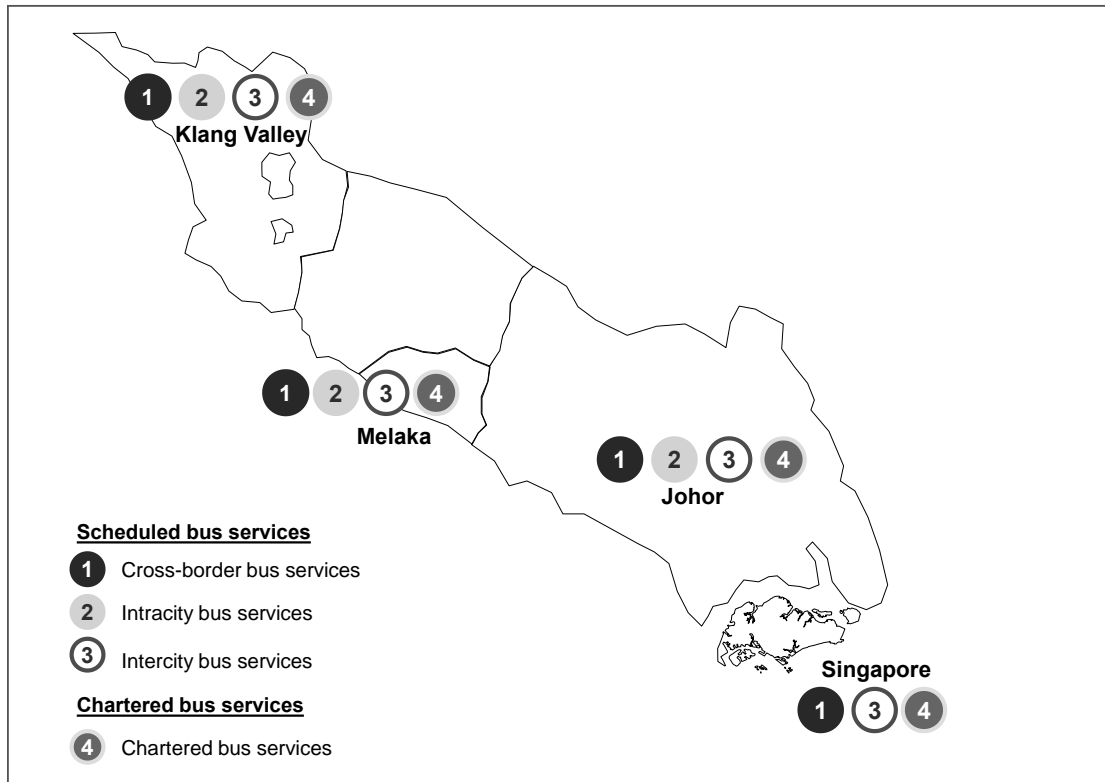 1 2 3 4
Klang Valley
1 2 3 4
Melaka
1 2 3 4
Johor
Scheduled bus services
1 Cross-border bus services
2 Intracity bus services
3 Intercity bus services
Singapore
1 3 4
Chartered bus services
4 Chartered bus services